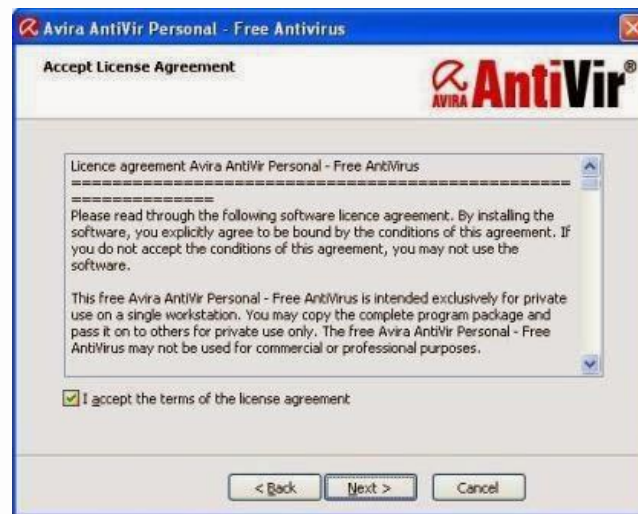 Avira AntiVir Personal - Free Antivirus
Accept License Agreement
AVIRA AntiVir®
Licence agreement Avira AntiVir Personal - Free AntiVirus
======================================================
===============
Please read through the following software licence agreement. By installing the
software, you explicitly agree to be bound by the conditions of this agreement. If
you do not accept the conditions of this agreement, you may not use the
software.
This free Avira AntiVir Personal - Free AntiVirus is intended exclusively for private
use on a single workstation. You may copy the complete program package and
pass it on to others for private use only. The free Avira AntiVir Personal - Free
AntiVirus may not be used for commercial or professional purposes.
I accept the terms of the license agreement
< Back Next > Cancel